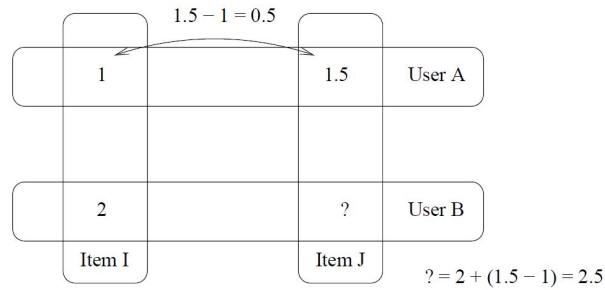 1.5 − 1 = 0.5
1 1.5 User A
2 ? User B
Item I Item J
? = 2 + (1.5 − 1) = 2.5